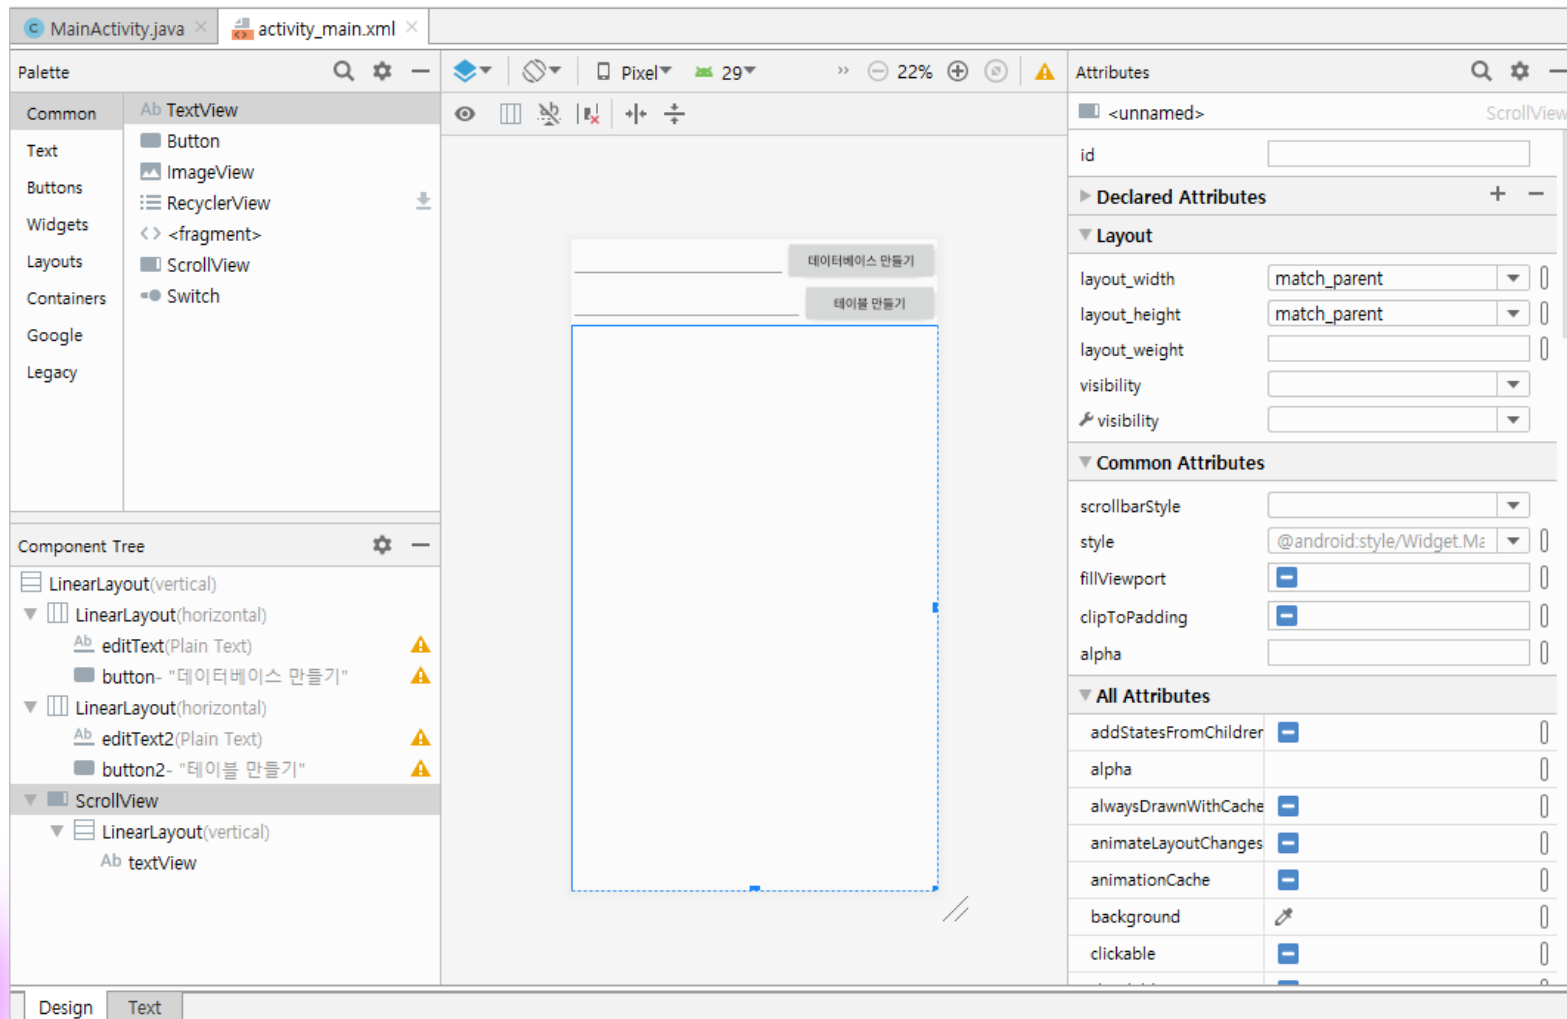 MainActivity.java
activity_main.xml
Palette
Common
Text
Buttons
Widgets
Layouts
Containers
Google
Legacy
Ab TextView
Button
ImageView
RecyclerView
<fragment>
ScrollView
Switch
Pixel
29
22%
데이터베이스 만들기
테이블 만들기
Component Tree
LinearLayout(vertical)
LinearLayout(horizontal)
Ab editText(Plain Text)
button- "데이터베이스 만들기"
LinearLayout(horizontal)
Ab editText2(Plain Text)
button2- "테이블 만들기"
ScrollView
LinearLayout(vertical)
Ab textView
Design
Text
Attributes
<unnamed>
ScrollView
id
Declared Attributes
Layout
layout_width match_parent
layout_height match_parent
layout_weight
visibility
visibility
Common Attributes
scrollbarStyle
style @android:style/Widget.Ma
fillViewport
clipToPadding
alpha
All Attributes
addStatesFromChildren
alpha
alwaysDrawnWithCache
animateLayoutChanges
animationCache
background
clickable